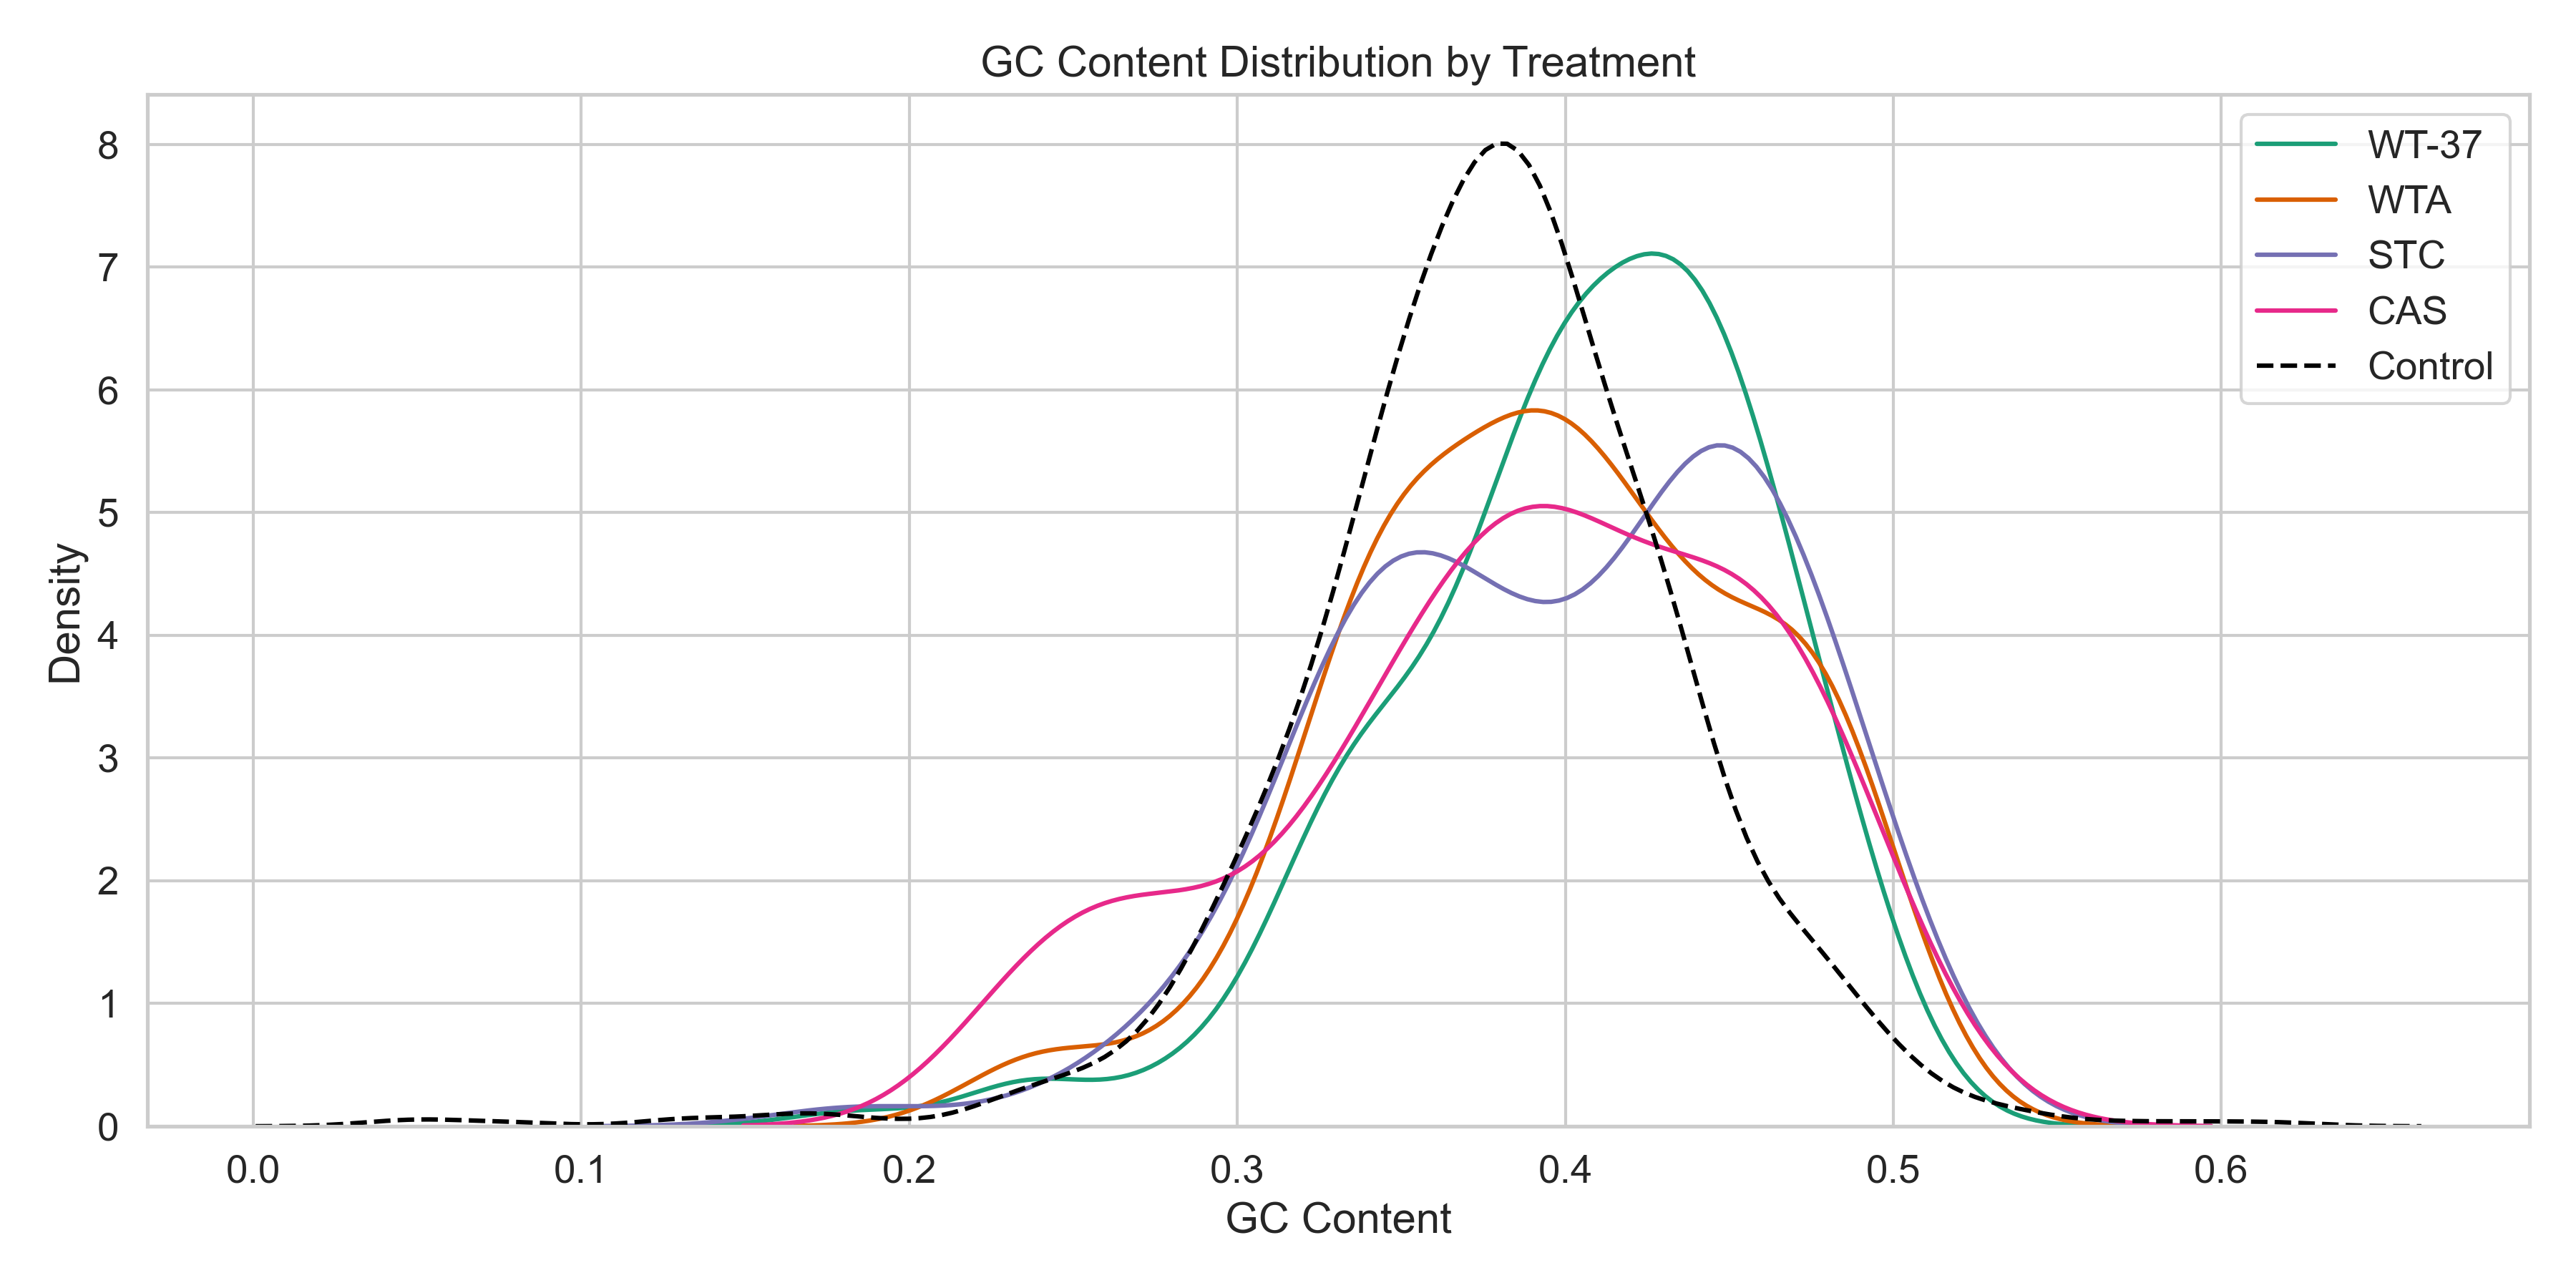 GC Content Distribution by Treatment
WT-37
WTA
STC
CAS
Control
Density
8
7
6
5
4
3
2
1
0
0.0 0.1 0.2 0.3 0.4 0.5 0.6
GC Content